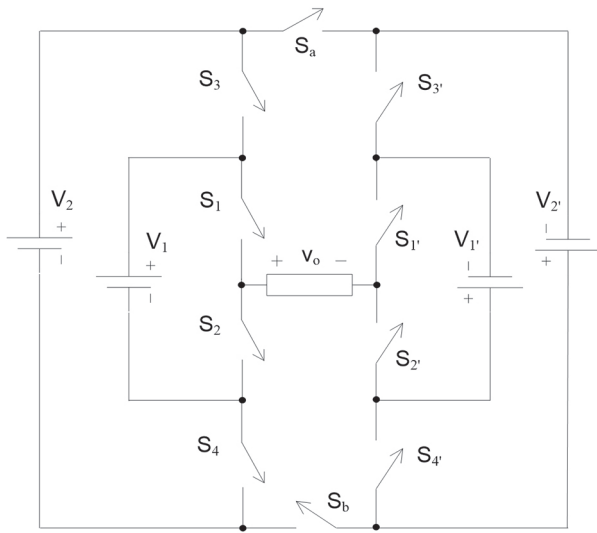 Sa
S3
S3'
V2
+
−
S1
V1
+
−
+ vo −
S1'
V1'
−
+
V2'
−
+
S2
S2'
S4
S4'
Sb